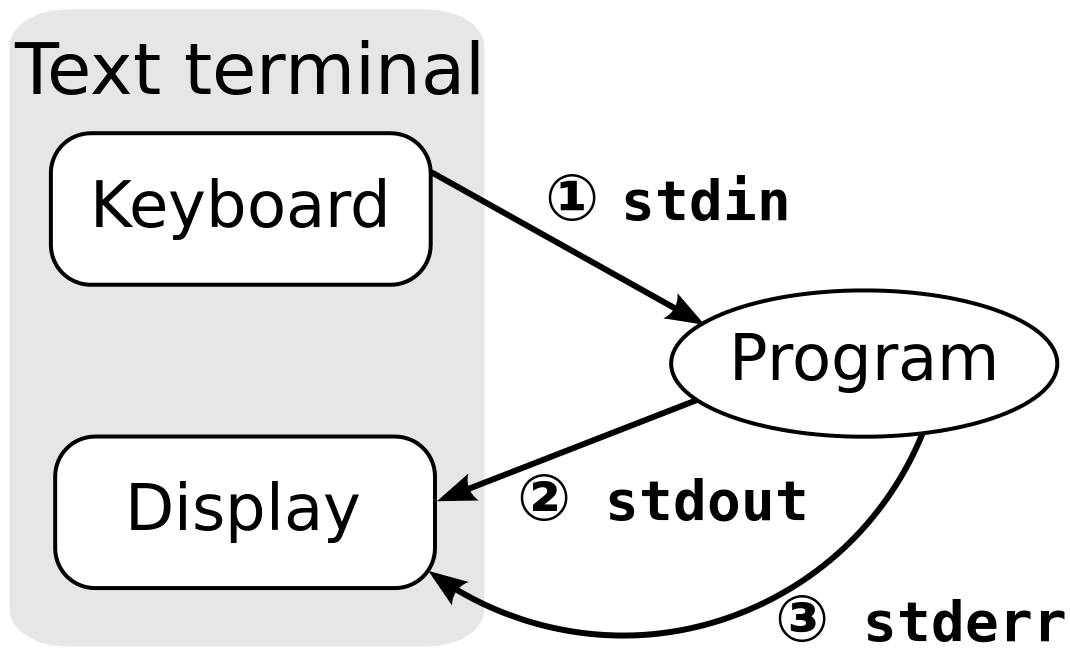 Text terminal
Keyboard
① stdin
Program
Display
② stdout
③ stderr